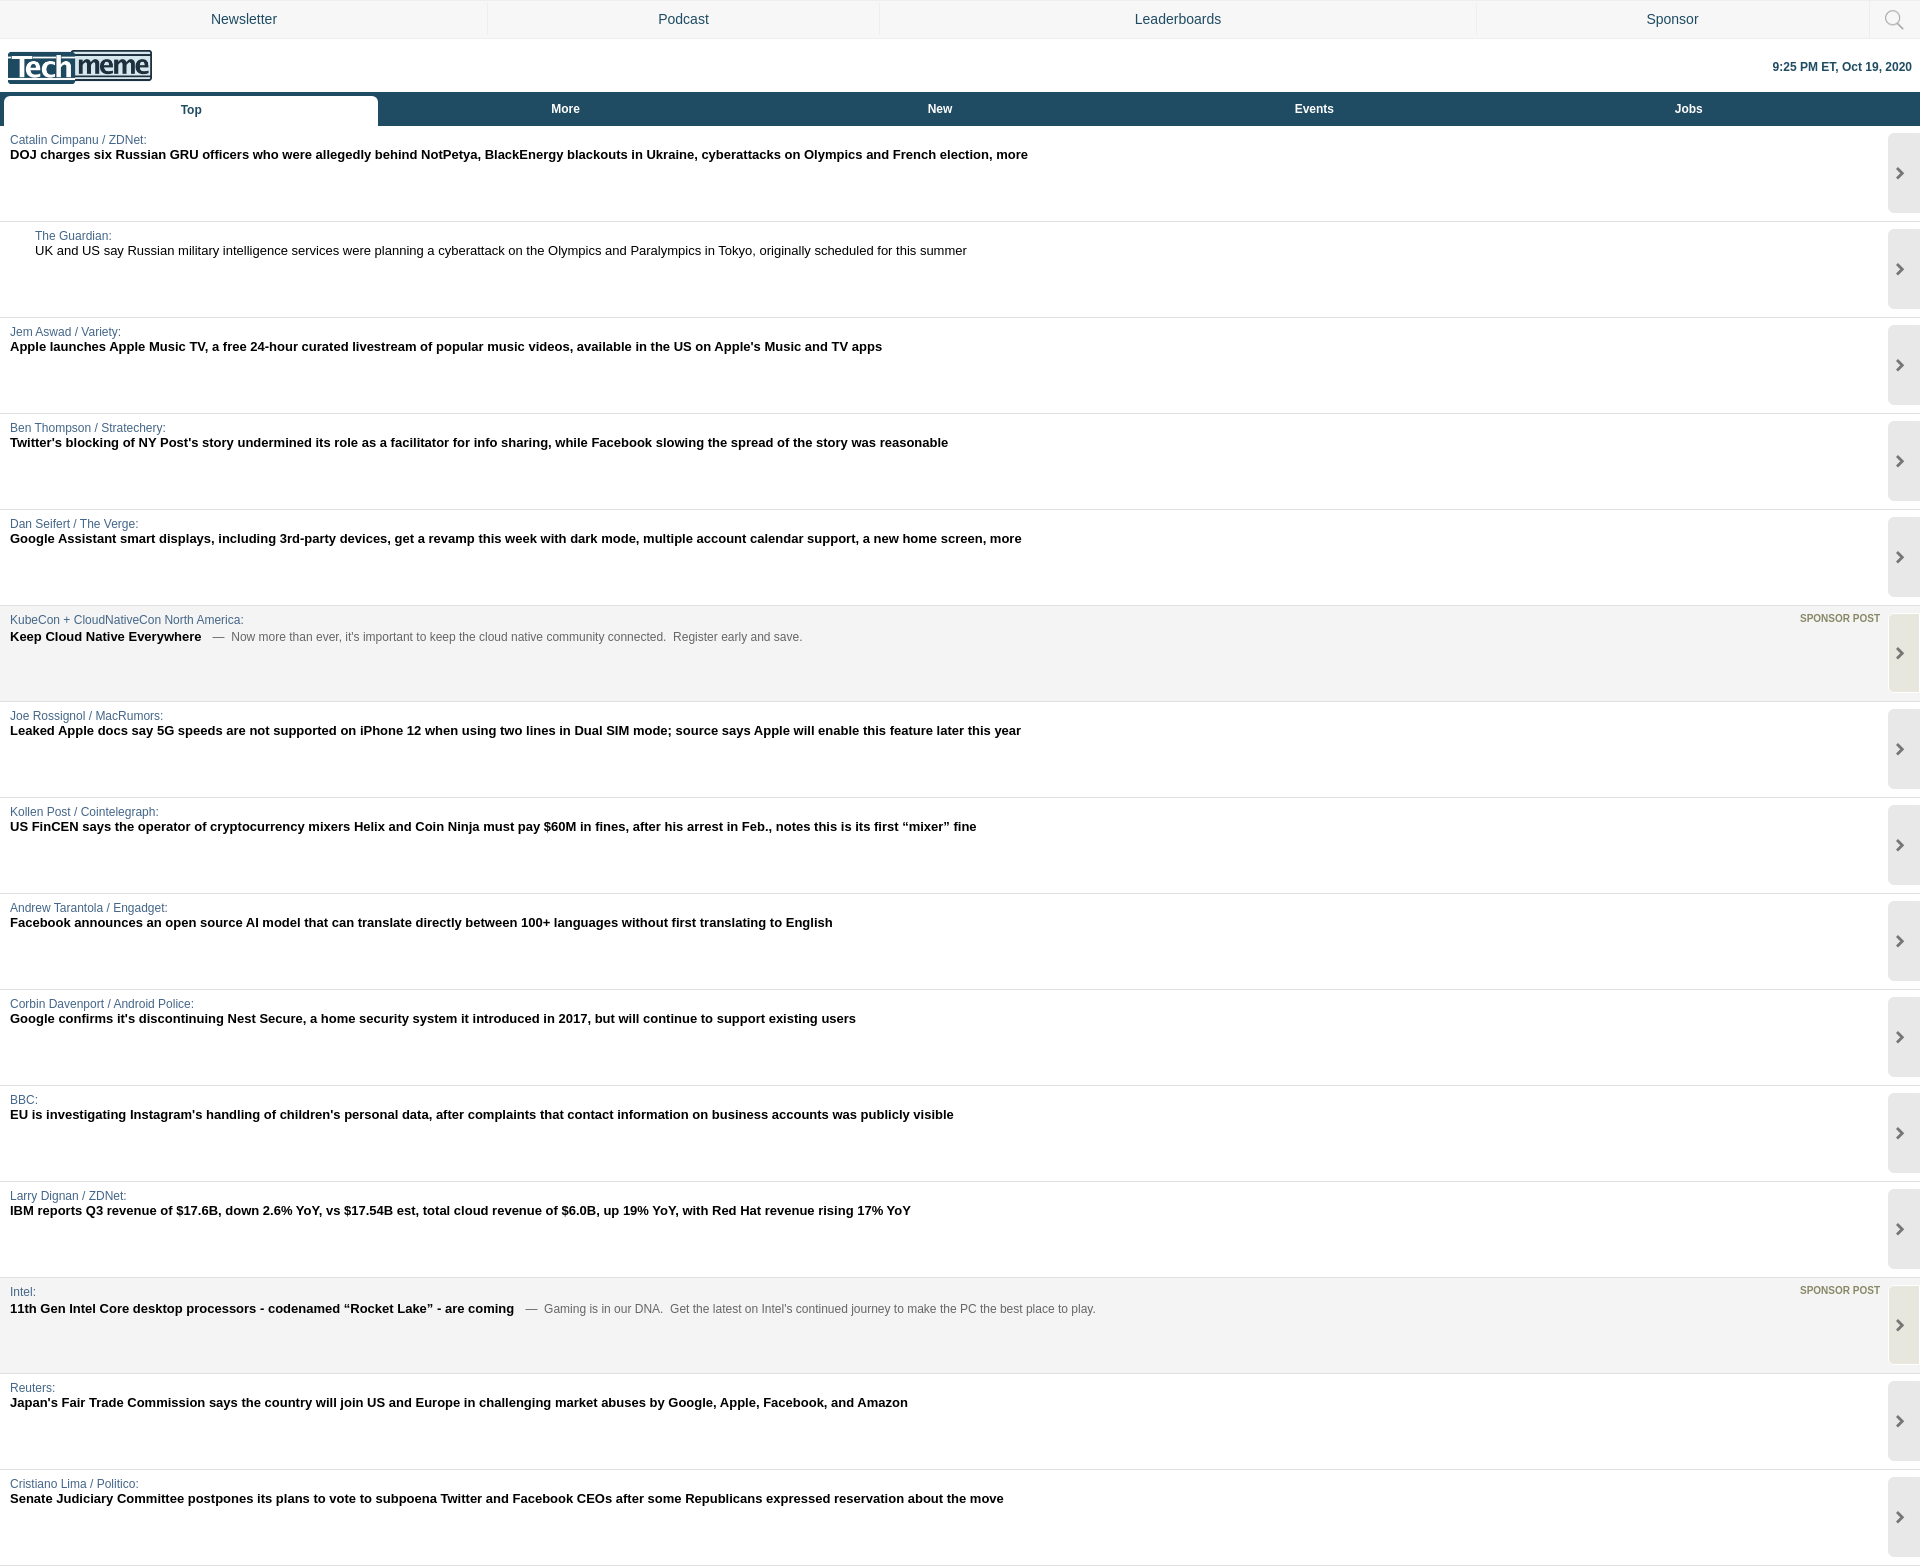 Newsletter
Podcast
Leaderboards
Sponsor
Techmeme
9:25 PM ET, Oct 19, 2020
Top
More
New
Events
Jobs
Catalin Cimpanu / ZDNet:
DOJ charges six Russian GRU officers who were allegedly behind NotPetya, BlackEnergy blackouts in Ukraine, cyberattacks on Olympics and French election, more
The Guardian:
UK and US say Russian military intelligence services were planning a cyberattack on the Olympics and Paralympics in Tokyo, originally scheduled for this summer
Jem Aswad / Variety:
Apple launches Apple Music TV, a free 24-hour curated livestream of popular music videos, available in the US on Apple's Music and TV apps
Ben Thompson / Stratechery:
Twitter's blocking of NY Post's story undermined its role as a facilitator for info sharing, while Facebook slowing the spread of the story was reasonable
Dan Seifert / The Verge:
Google Assistant smart displays, including 3rd-party devices, get a revamp this week with dark mode, multiple account calendar support, a new home screen, more
KubeCon + CloudNativeCon North America:
SPONSOR POST
Keep Cloud Native Everywhere — Now more than ever, it's important to keep the cloud native community connected. Register early and save.
Joe Rossignol / MacRumors:
Leaked Apple docs say 5G speeds are not supported on iPhone 12 when using two lines in Dual SIM mode; source says Apple will enable this feature later this year
Kollen Post / Cointelegraph:
US FinCEN says the operator of cryptocurrency mixers Helix and Coin Ninja must pay $60M in fines, after his arrest in Feb., notes this is its first “mixer” fine
Andrew Tarantola / Engadget:
Facebook announces an open source AI model that can translate directly between 100+ languages without first translating to English
Corbin Davenport / Android Police:
Google confirms it's discontinuing Nest Secure, a home security system it introduced in 2017, but will continue to support existing users
BBC:
EU is investigating Instagram's handling of children's personal data, after complaints that contact information on business accounts was publicly visible
Larry Dignan / ZDNet:
IBM reports Q3 revenue of $17.6B, down 2.6% YoY, vs $17.54B est, total cloud revenue of $6.0B, up 19% YoY, with Red Hat revenue rising 17% YoY
Intel:
SPONSOR POST
11th Gen Intel Core desktop processors - codenamed “Rocket Lake” - are coming — Gaming is in our DNA. Get the latest on Intel's continued journey to make the PC the best place to play.
Reuters:
Japan's Fair Trade Commission says the country will join US and Europe in challenging market abuses by Google, Apple, Facebook, and Amazon
Cristiano Lima / Politico:
Senate Judiciary Committee postpones its plans to vote to subpoena Twitter and Facebook CEOs after some Republicans expressed reservation about the move